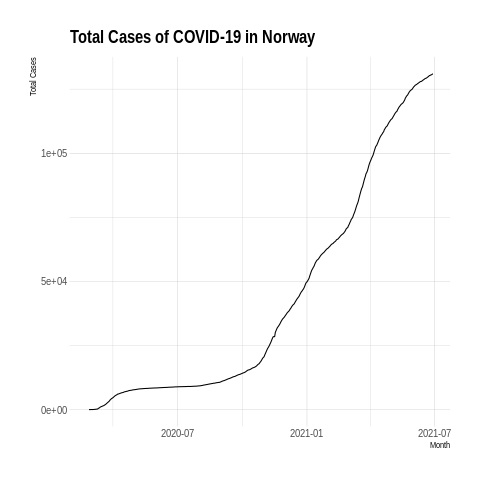 Total Cases of COVID-19 in Norway
Total Cases
1e+05
5e+04
0e+00
2020-07
2021-01
2021-07
Month